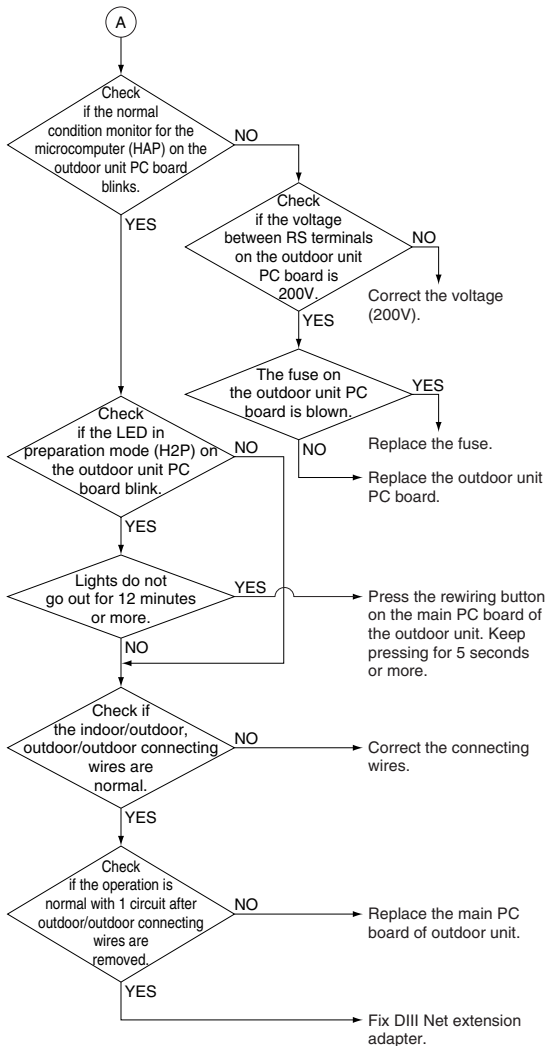 A
Check
if the normal
condition monitor for the
microcomputer (HAP) on the
outdoor unit PC board
blinks.
NO
YES
Check
if the voltage
between RS terminals
on the outdoor unit
PC board is
200V.
NO
Correct the voltage
(200V).
YES
The fuse on
the outdoor unit PC
board is blown.
YES
Replace the fuse.
NO
Replace the outdoor unit
PC board.
Check
if the LED in
preparation mode (H2P) on
the outdoor unit PC
board blink.
NO
YES
Lights do not
go out for 12 minutes
or more.
YES
Press the rewiring button
on the main PC board of
the outdoor unit. Keep
pressing for 5 seconds
or more.
NO
Check if
the indoor/outdoor,
outdoor/outdoor connecting
wires are
normal.
NO
Correct the connecting
wires.
YES
Check
if the operation is
normal with 1 circuit after
outdoor/outdoor connecting
wires are
removed.
NO
Replace the main PC
board of outdoor unit.
YES
Fix DIII Net extension
adapter.